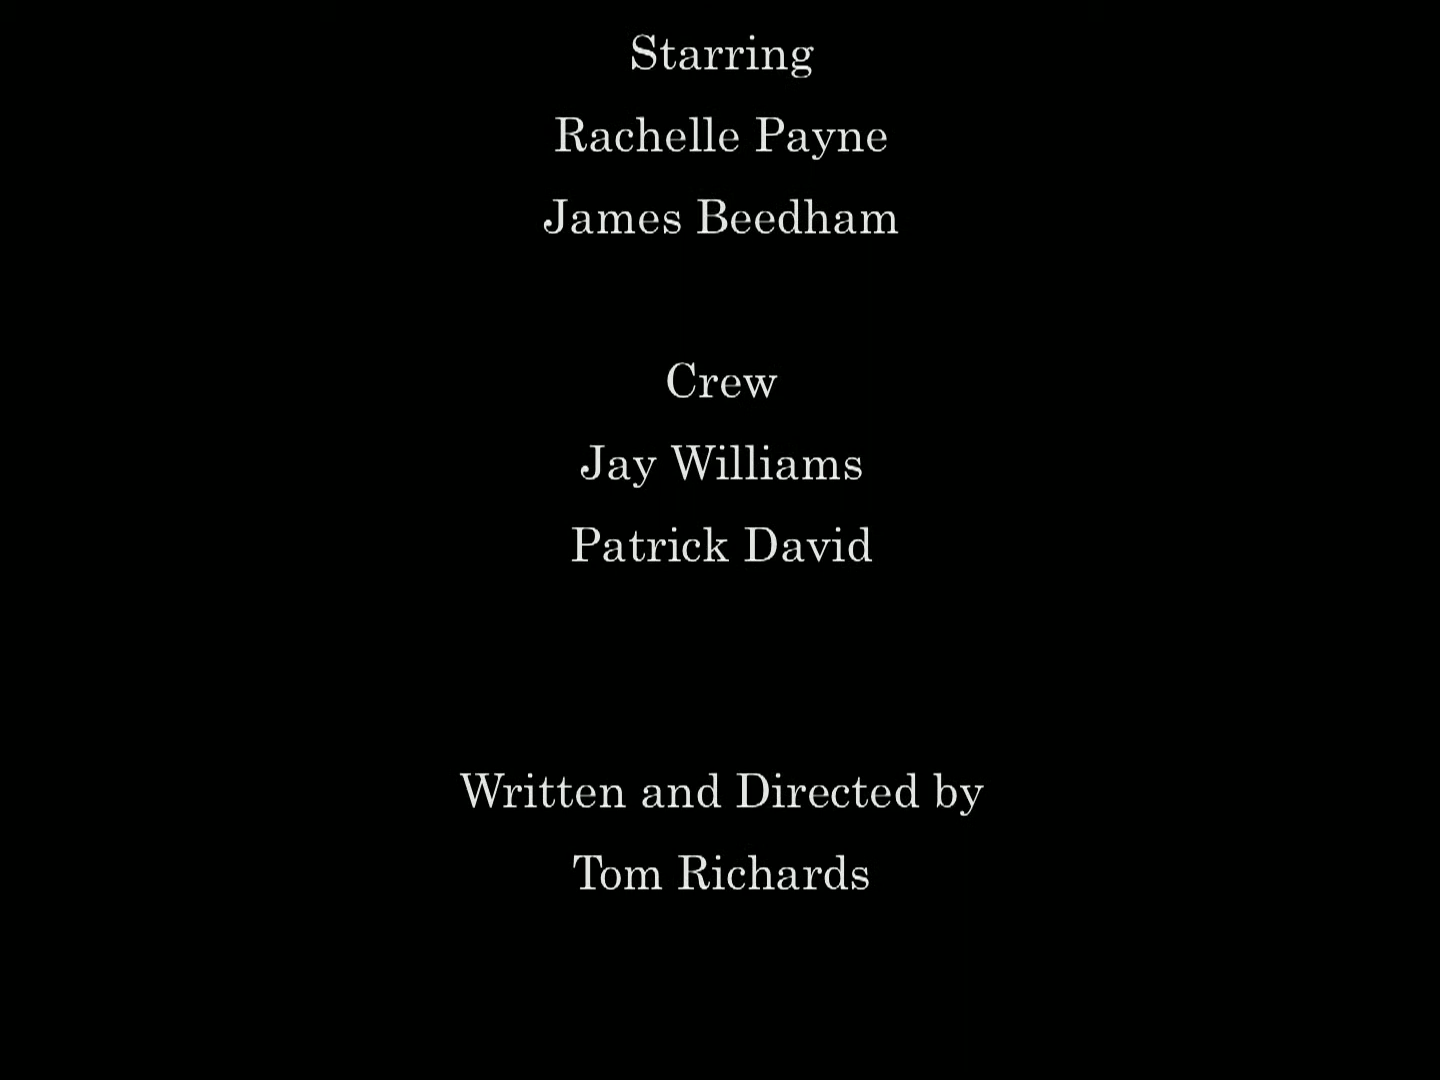 Starring
Rachelle Payne
James Beedham
Crew
Jay Williams
Patrick David
Written and Directed by
Tom Richards